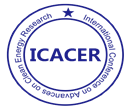 International Conference on Advances on Clean Energy Research
ICACER